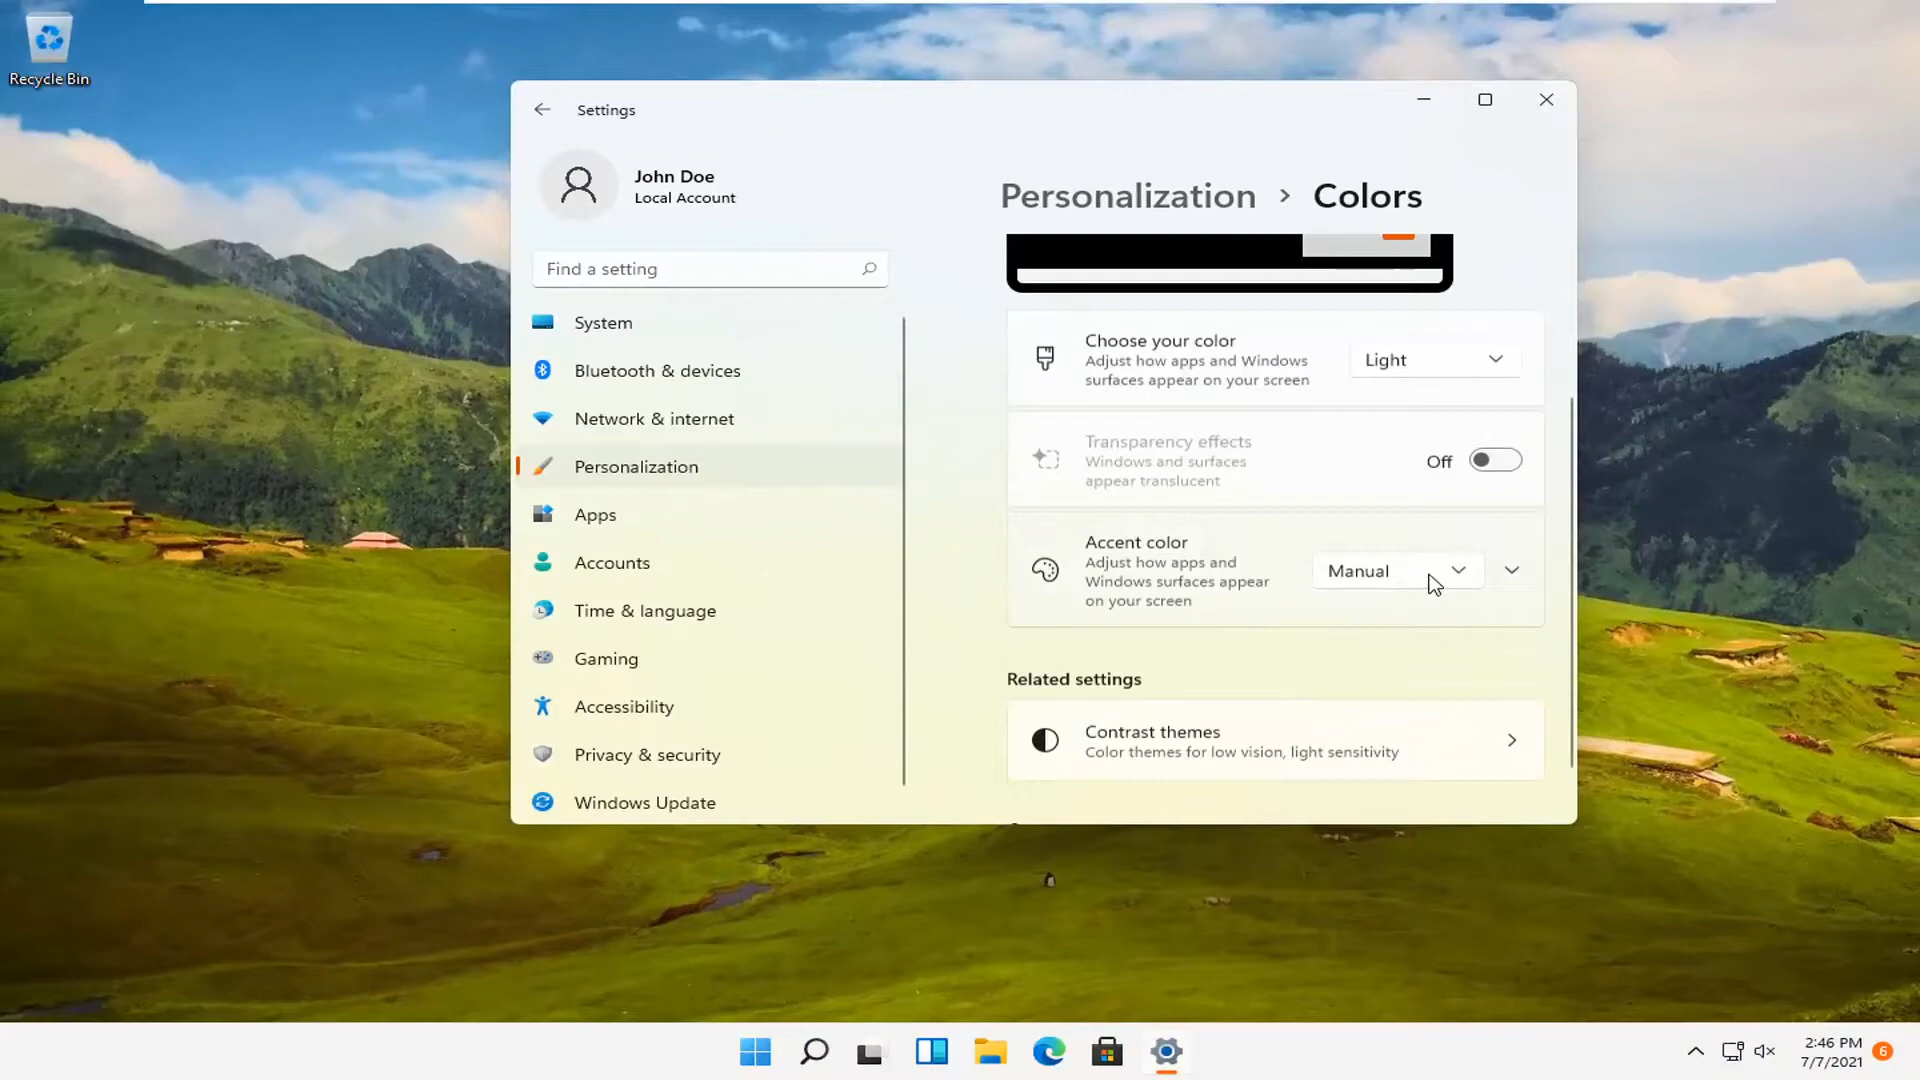 Recycle Bin
Settings
John Doe
Local Account
Find a setting
System
Bluetooth & devices
Network & internet
Personalization
Apps
Accounts
Time & language
Gaming
Accessibility
Privacy & security
Windows Update
Personalization > Colors
Choose your color
Adjust how apps and Windows
surfaces appear on your screen
Light
Transparency effects
Windows and surfaces
appear translucent
Off
Accent color
Adjust how apps and
Windows surfaces appear
on your screen
Manual
Related settings
Contrast themes
Color themes for low vision, light sensitivity
2:46 PM
7/7/2021
6